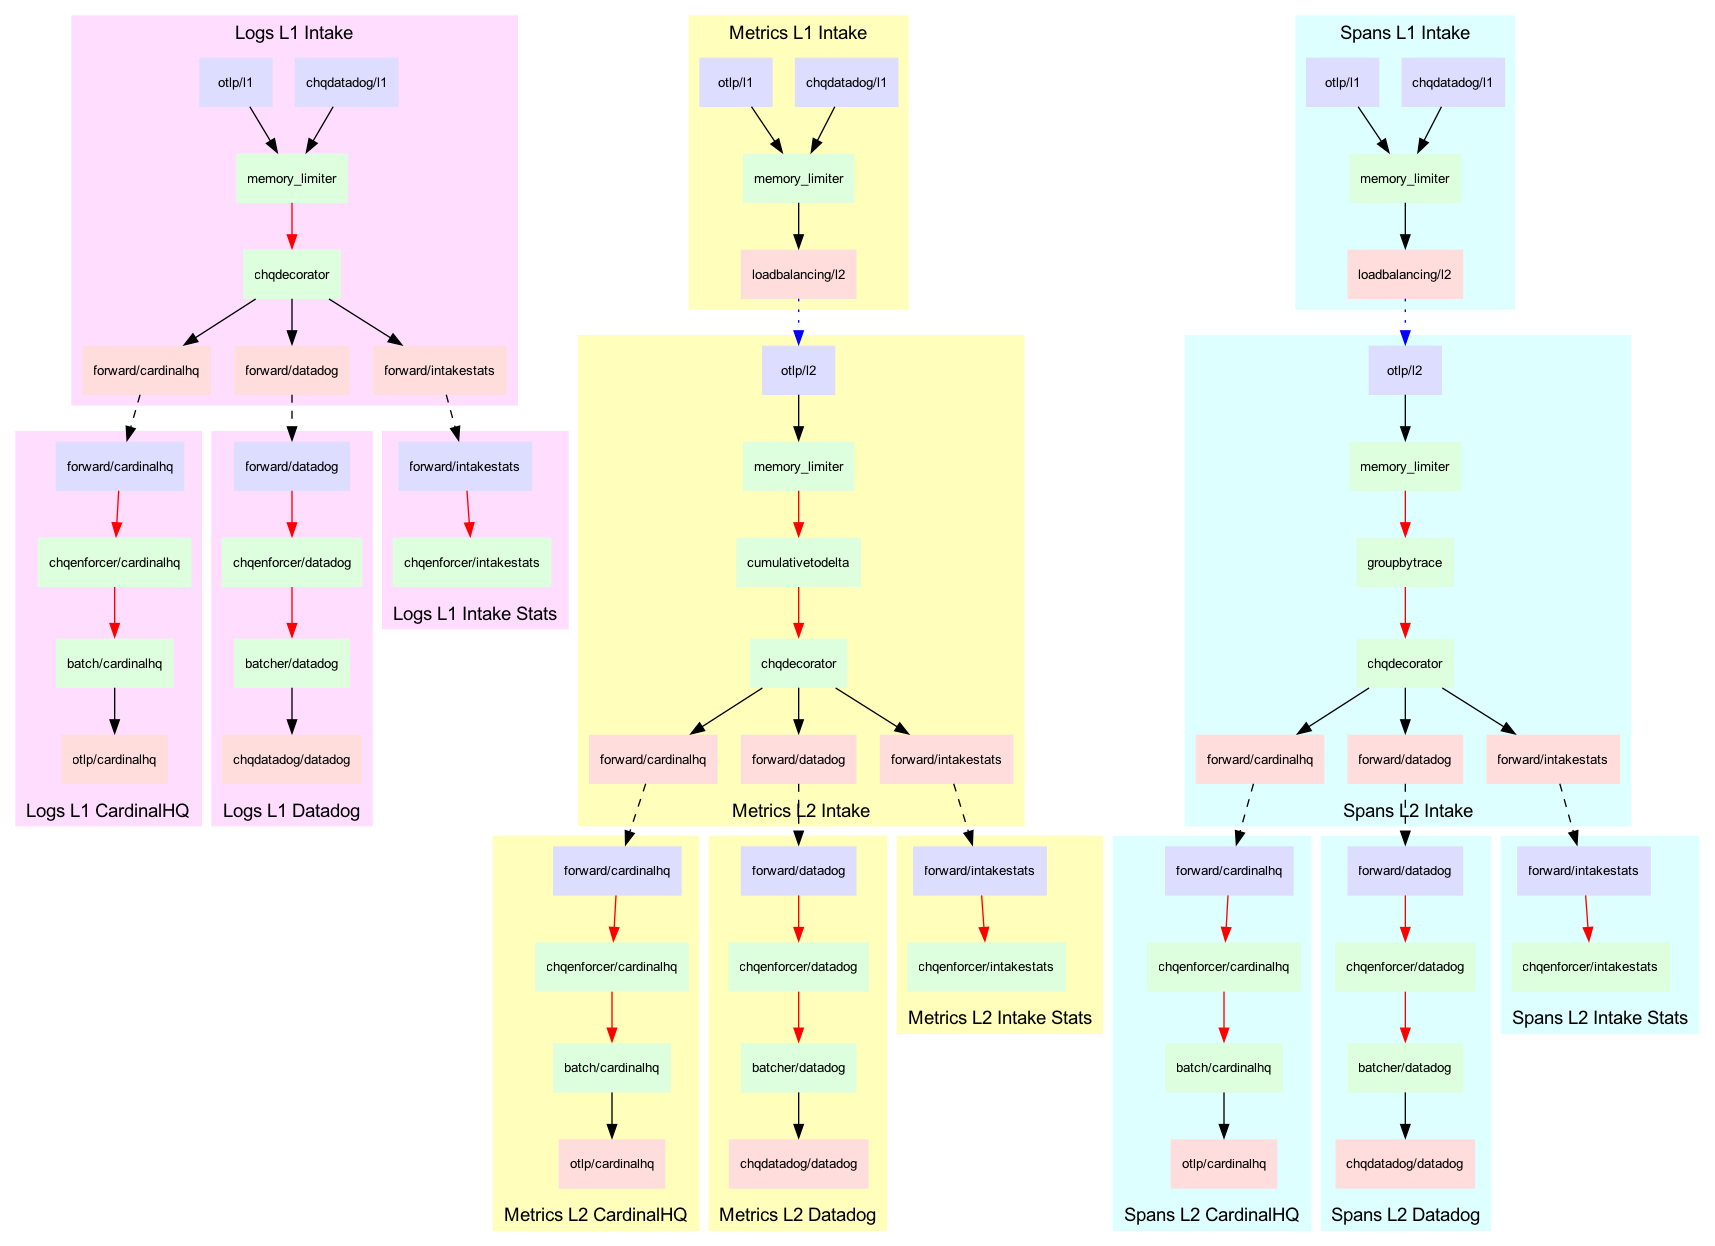 Logs L1 Intake
otlp/l1
chqdatadog/l1
memory_limiter
chqdecorator
forward/cardinalhq
forward/datadog
forward/intakestats
forward/cardinalhq
chqenforcer/cardinalhq
batch/cardinalhq
otlp/cardinalhq
Logs L1 CardinalHQ
forward/datadog
chqenforcer/datadog
batcher/datadog
chqdatadog/datadog
Logs L1 Datadog
forward/intakestats
chqenforcer/intakestats
Logs L1 Intake Stats
Metrics L1 Intake
otlp/l1
chqdatadog/l1
memory_limiter
loadbalancing/l2
otlp/l2
memory_limiter
cumulativetodelta
chqdecorator
forward/cardinalhq
forward/datadog
forward/intakestats
Metrics L2 Intake
forward/cardinalhq
chqenforcer/cardinalhq
batch/cardinalhq
otlp/cardinalhq
Metrics L2 CardinalHQ
forward/datadog
chqenforcer/datadog
batcher/datadog
chqdatadog/datadog
Metrics L2 Datadog
forward/intakestats
chqenforcer/intakestats
Metrics L2 Intake Stats
Spans L1 Intake
otlp/l1
chqdatadog/l1
memory_limiter
loadbalancing/l2
otlp/l2
memory_limiter
groupbytrace
chqdecorator
forward/cardinalhq
forward/datadog
forward/intakestats
Spans L2 Intake
forward/cardinalhq
chqenforcer/cardinalhq
batch/cardinalhq
otlp/cardinalhq
Spans L2 CardinalHQ
forward/datadog
chqenforcer/datadog
batcher/datadog
chqdatadog/datadog
Spans L2 Datadog
forward/intakestats
chqenforcer/intakestats
Spans L2 Intake Stats